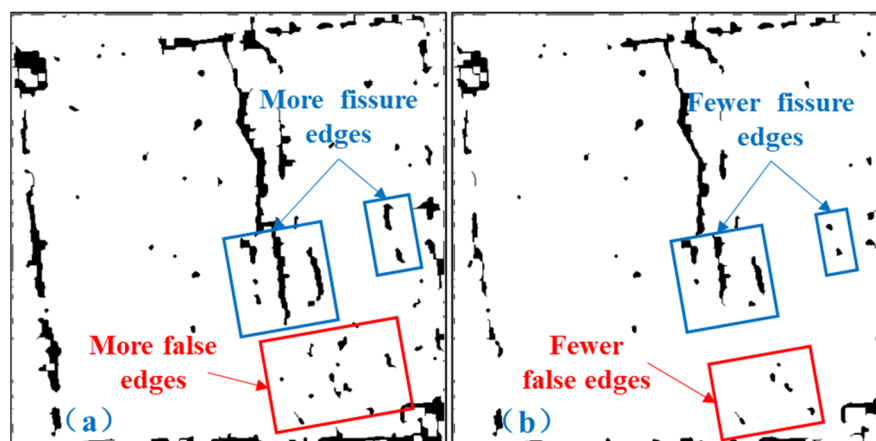 More fissure
edges
More false
edges
（a）
Fewer fissure
edges
Fewer
false edges
（b）